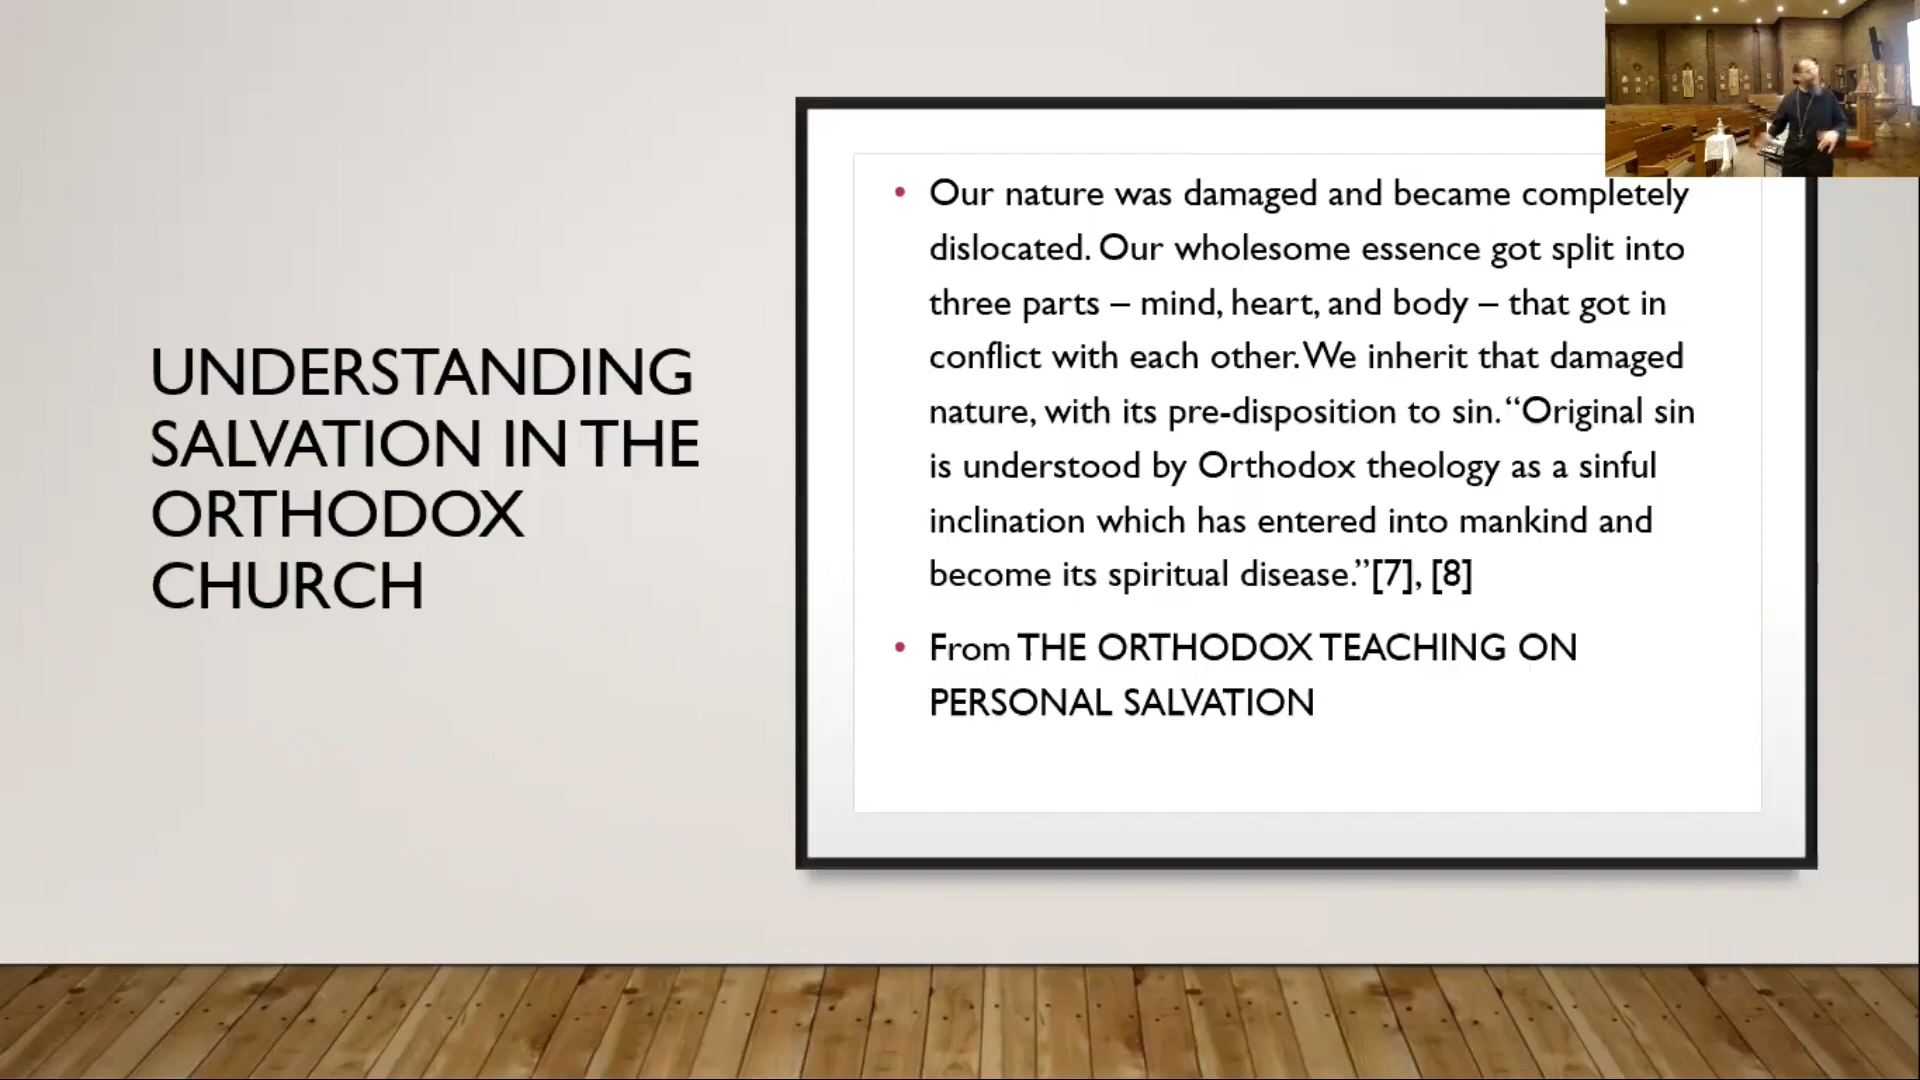 UNDERSTANDING
SALVATION IN THE
ORTHODOX
CHURCH
• Our nature was damaged and became completely
dislocated. Our wholesome essence got split into
three parts – mind, heart, and body – that got in
conflict with each other. We inherit that damaged
nature, with its pre-disposition to sin. “Original sin
is understood by Orthodox theology as a sinful
inclination which has entered into mankind and
become its spiritual disease.”[7], [8]
• From THE ORTHODOX TEACHING ON
PERSONAL SALVATION